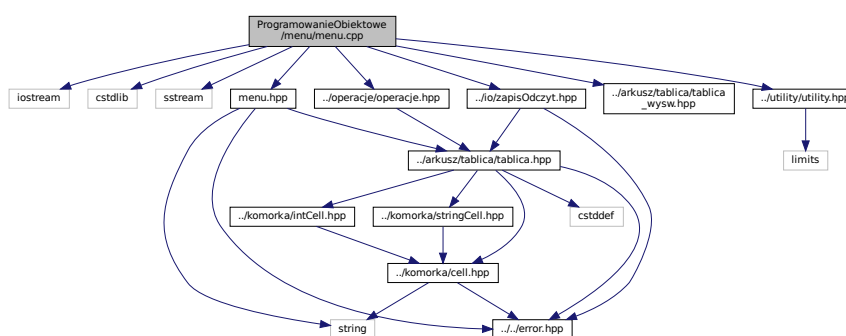 ProgramowanieObiektowe
/menu/menu.cpp
iostream
cstdlib
sstream
menu.hpp
../operacje/operacje.hpp
../io/zapisOdczyt.hpp
../arkusz/tablica/tablica
_wysw.hpp
../utility/utility.hpp
../arkusz/tablica/tablica.hpp
limits
../komorka/intCell.hpp
../komorka/stringCell.hpp
cstddef
../komorka/cell.hpp
string
../../error.hpp